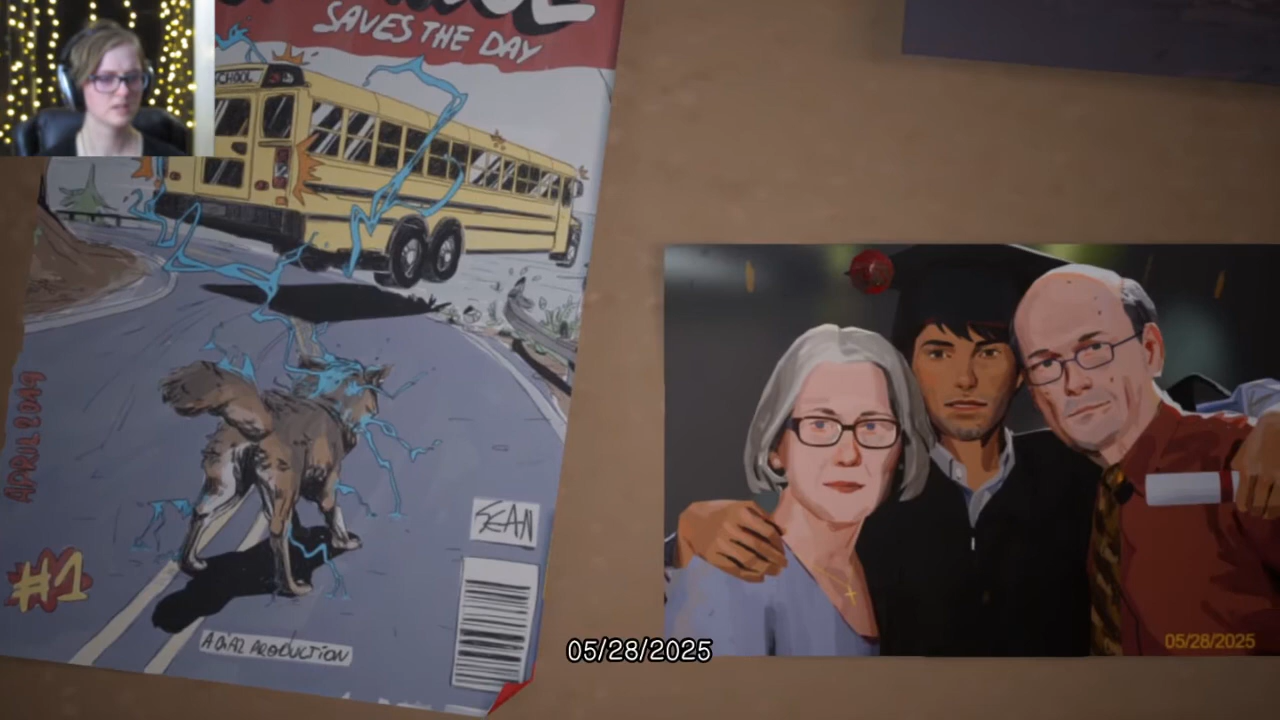 SAVES THE DAY
SCHOOL
APRIL 2019
SEAN
#1
A DIAZ PRODUCTION
05/28/2025
05/28/2025